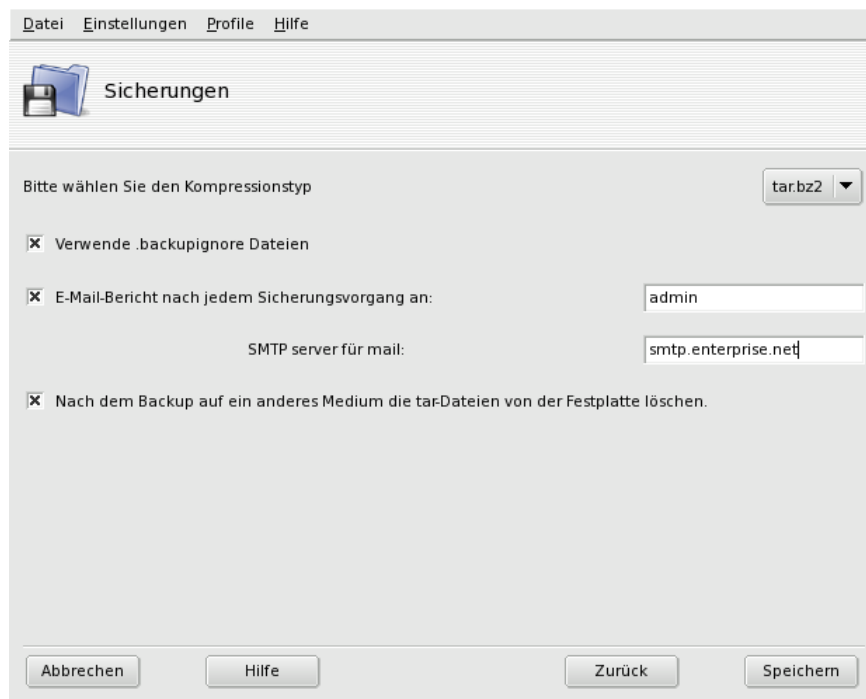 Datei Einstellungen Profile Hilfe
Sicherungen
Bitte wählen Sie den Kompressionstyp tar.bz2
Verwende .backupignore Dateien
E-Mail-Bericht nach jedem Sicherungsvorgang an: admin
SMTP server für mail: smtp.enterprise.net
Nach dem Backup auf ein anderes Medium die tar-Dateien von der Festplatte löschen.
Abbrechen Hilfe Zurück Speichern